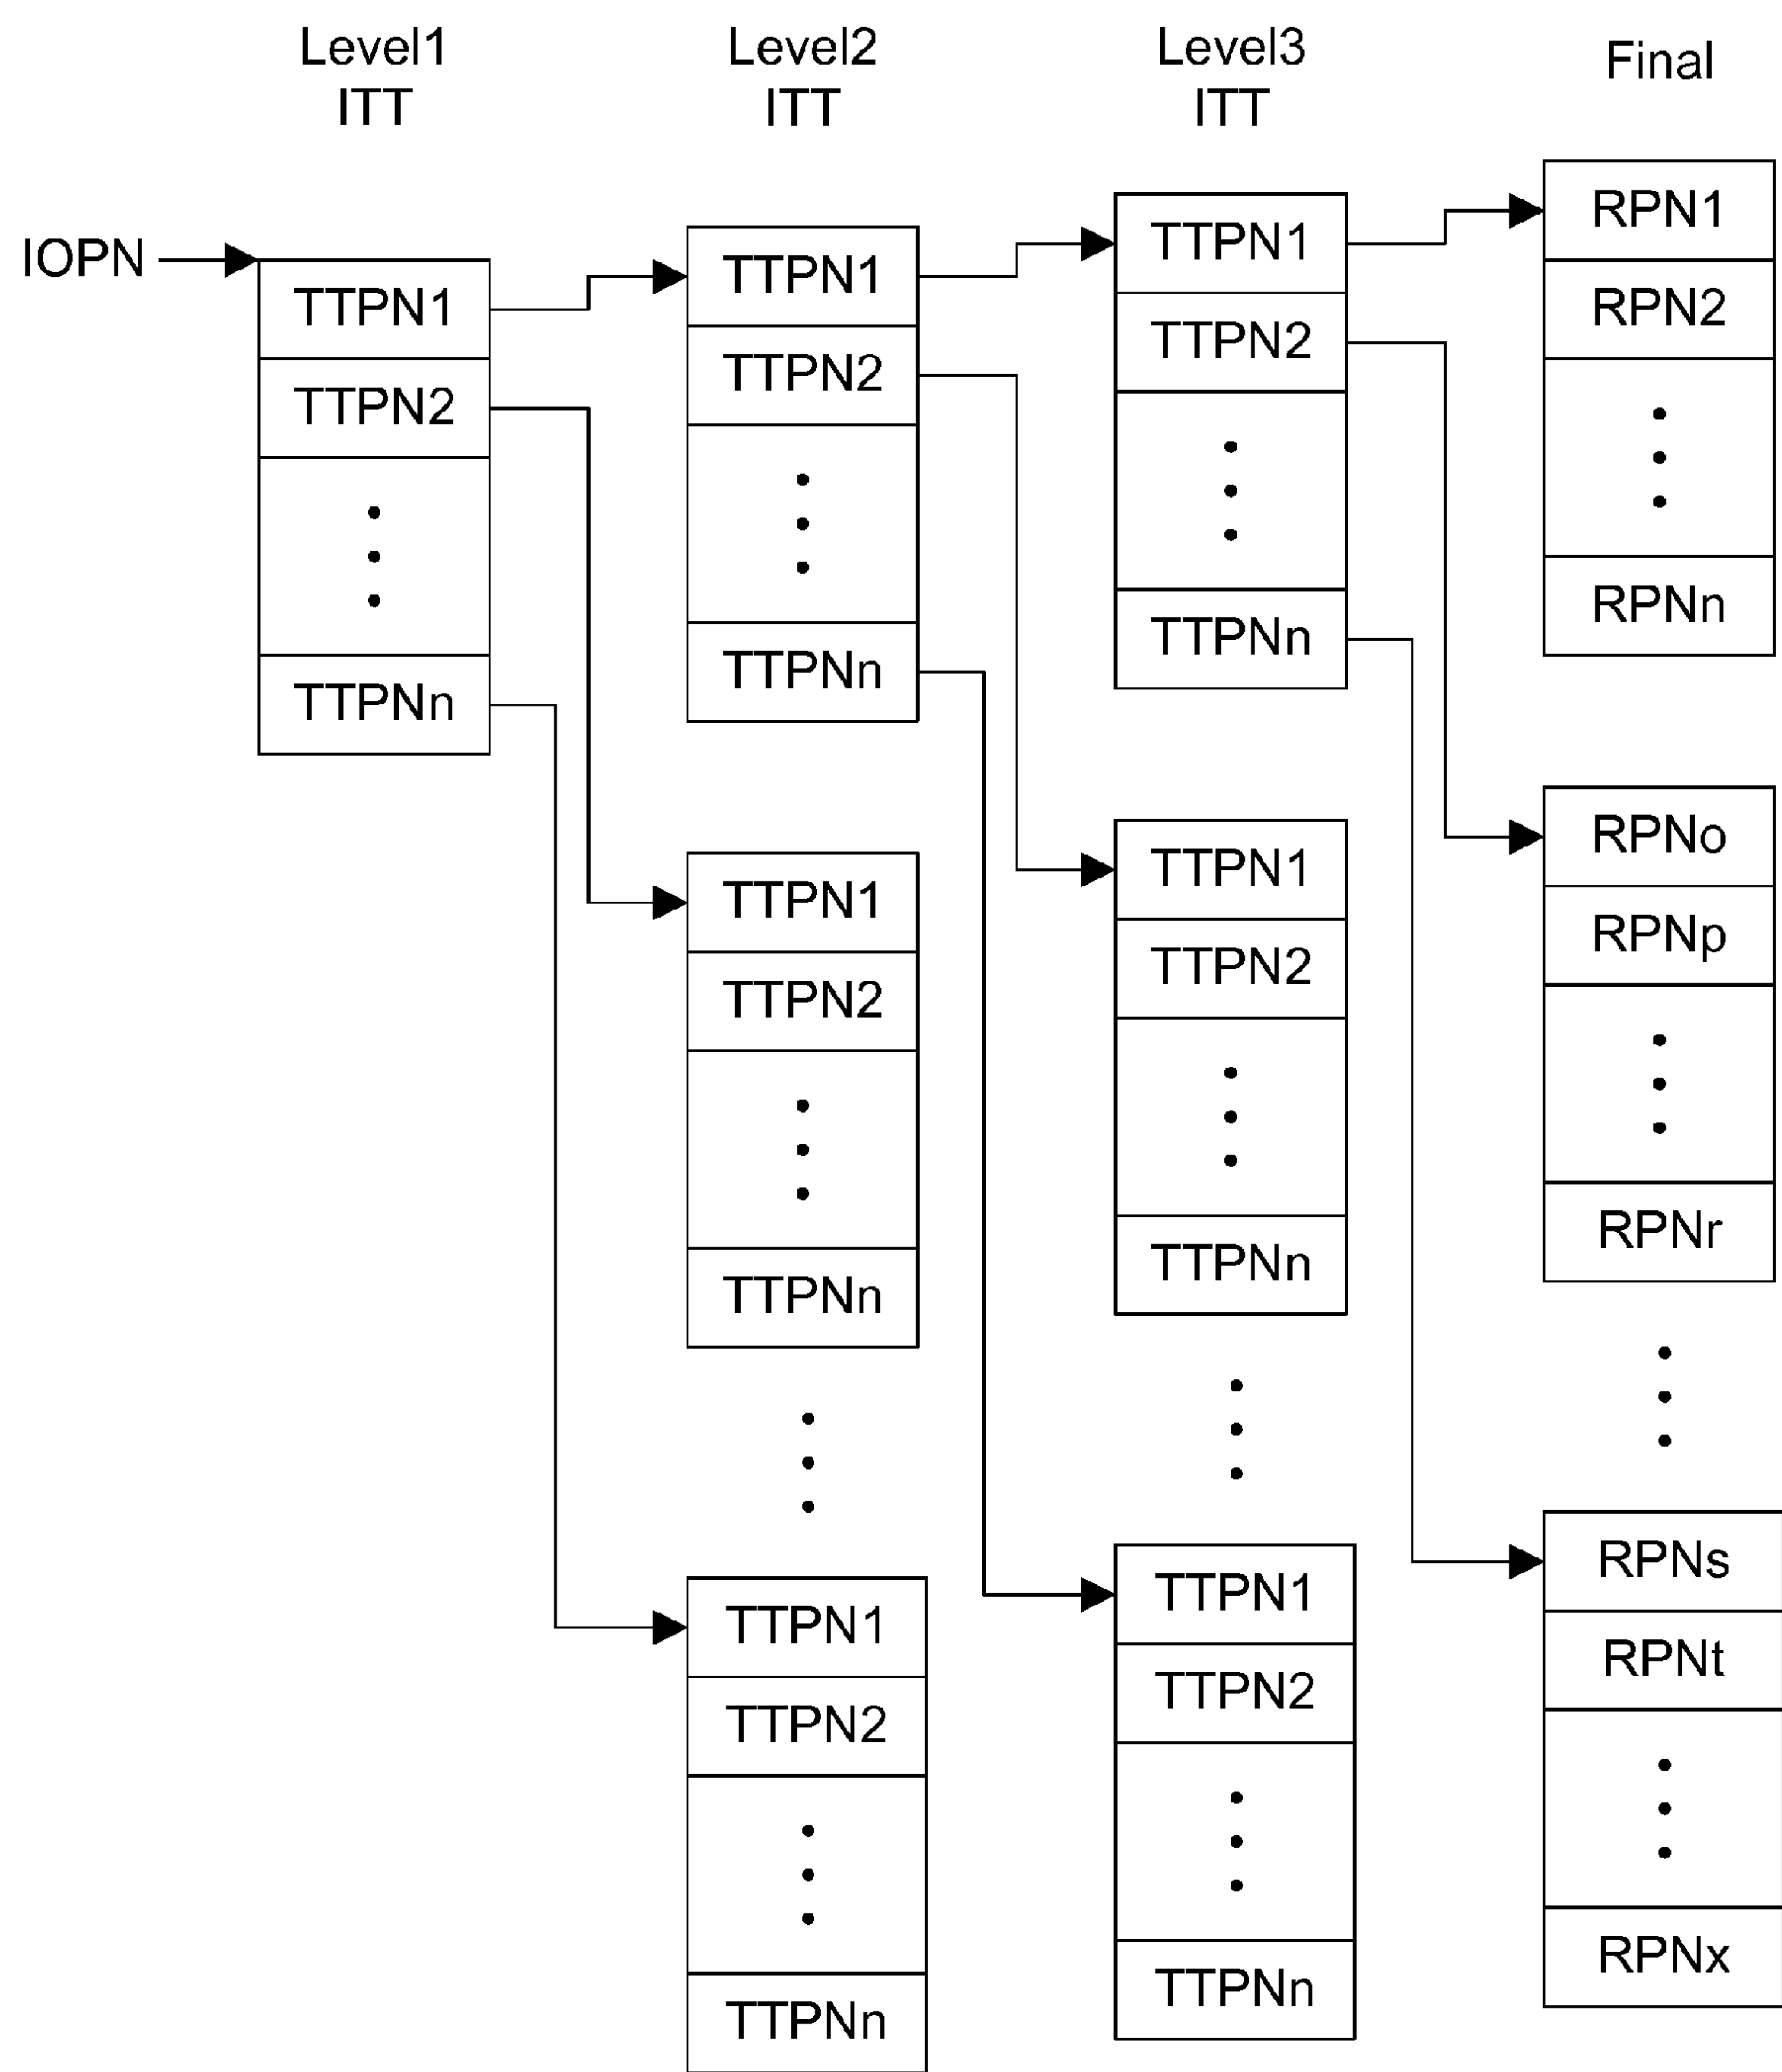 Level1
ITT
Level2
ITT
Level3
ITT
Final
IOPN
TTPN1
TTPN2
TTPNn
TTPN1
TTPN2
TTPNn
TTPN1
TTPN2
TTPNn
TTPN1
TTPN2
TTPNn
TTPN1
TTPN2
TTPNn
TTPN1
TTPN2
TTPNn
TTPN1
TTPN2
TTPNn
RPN1
RPN2
RPNn
RPNo
RPNp
RPNr
RPNs
RPNt
RPNx